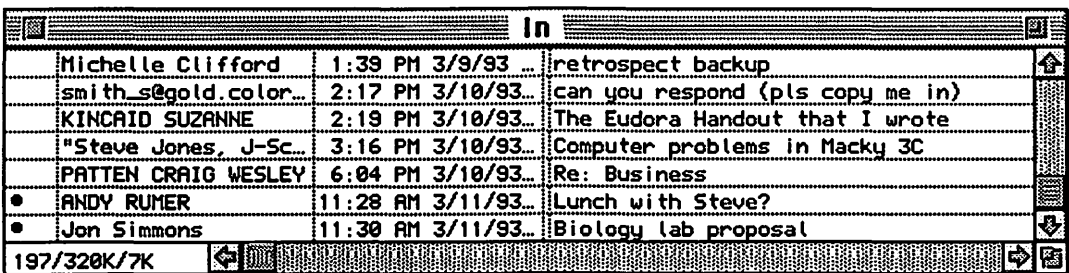 In
Michelle Clifford 1:39 PM 3/9/93 … retrospect backup
smith_s@gold.color… 2:17 PM 3/10/93… can you respond (pls copy me in)
KINCAID SUZANNE 2:19 PM 3/10/93… The Eudora Handout that I wrote
"Steve Jones, J-Sc… 3:16 PM 3/10/93… Computer problems in Macky 3C
PATTEN CRAIG WESLEY 6:04 PM 3/10/93… Re: Business
• ANDY RUMER 11:28 AM 3/11/93… Lunch with Steve?
• Jon Simmons 11:30 AM 3/11/93… Biology lab proposal
197/320K/7K